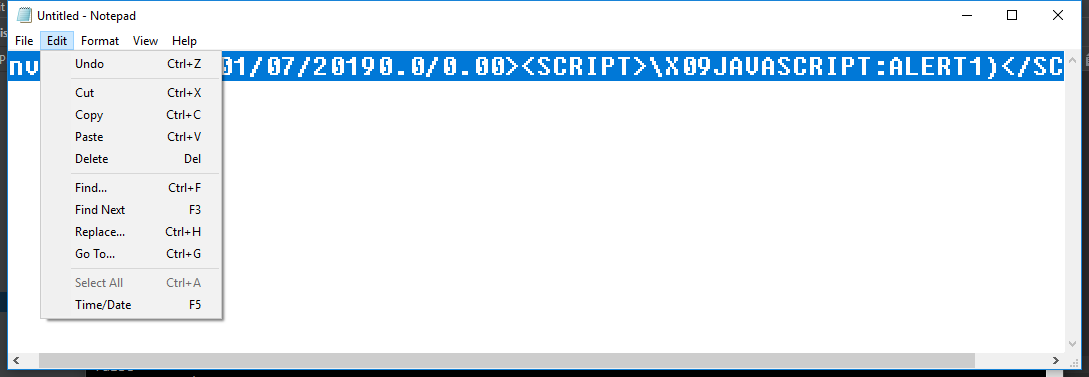 Untitled - Notepad
File Edit Format View Help
nv 01/07/20190.0/0.00><SCRIPT>\X09JAVASCRIPT:ALERT1)</SC
Undo Ctrl+Z
Cut Ctrl+X
Copy Ctrl+C
Paste Ctrl+V
Delete Del
Find... Ctrl+F
Find Next F3
Replace... Ctrl+H
Go To... Ctrl+G
Select All Ctrl+A
Time/Date F5